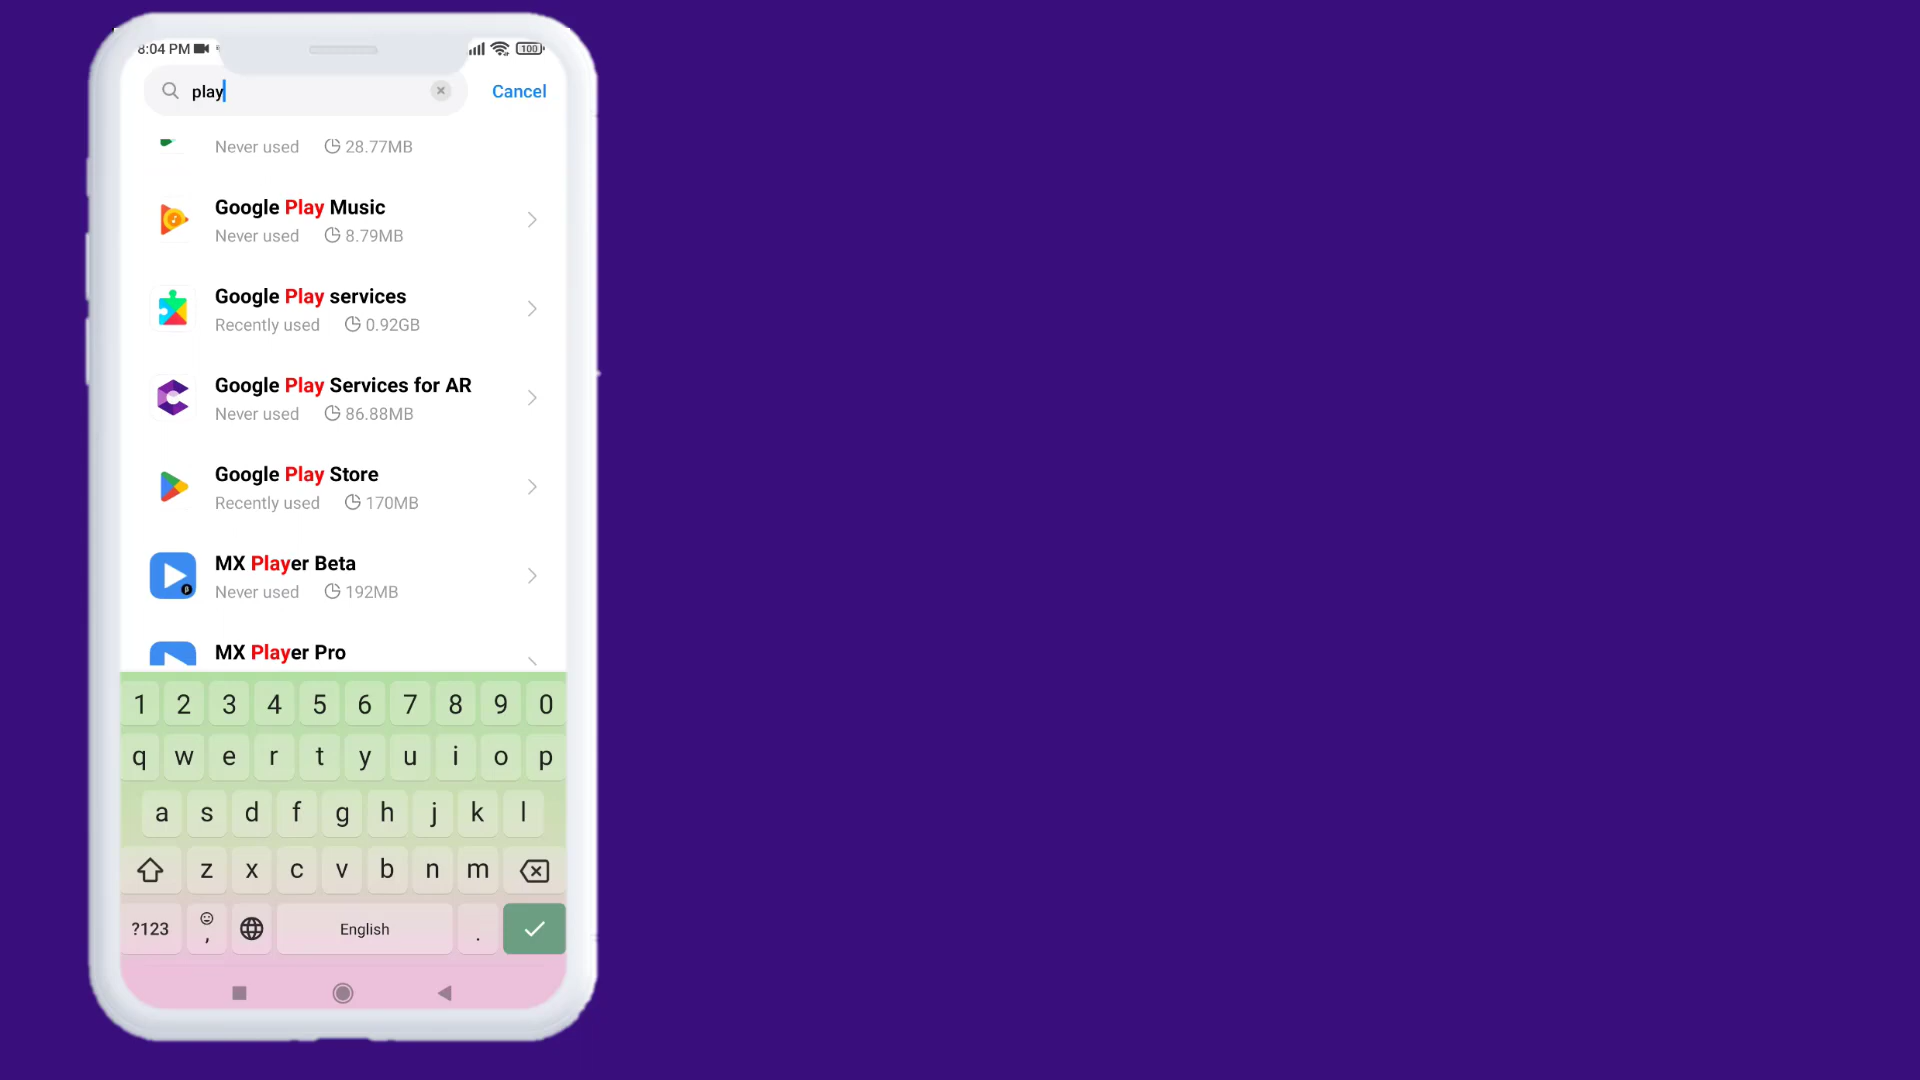 8:04 PM
100
play
Cancel
Never used 28.77MB
Google Play Music
Never used 8.79MB
Google Play services
Recently used 0.92GB
Google Play Services for AR
Never used 86.88MB
Google Play Store
Recently used 170MB
MX Player Beta
Never used 192MB
MX Player Pro
1 2 3 4 5 6 7 8 9 0
q w e r t y u i o p
a s d f g h j k l
z x c v b n m
?123 , English .